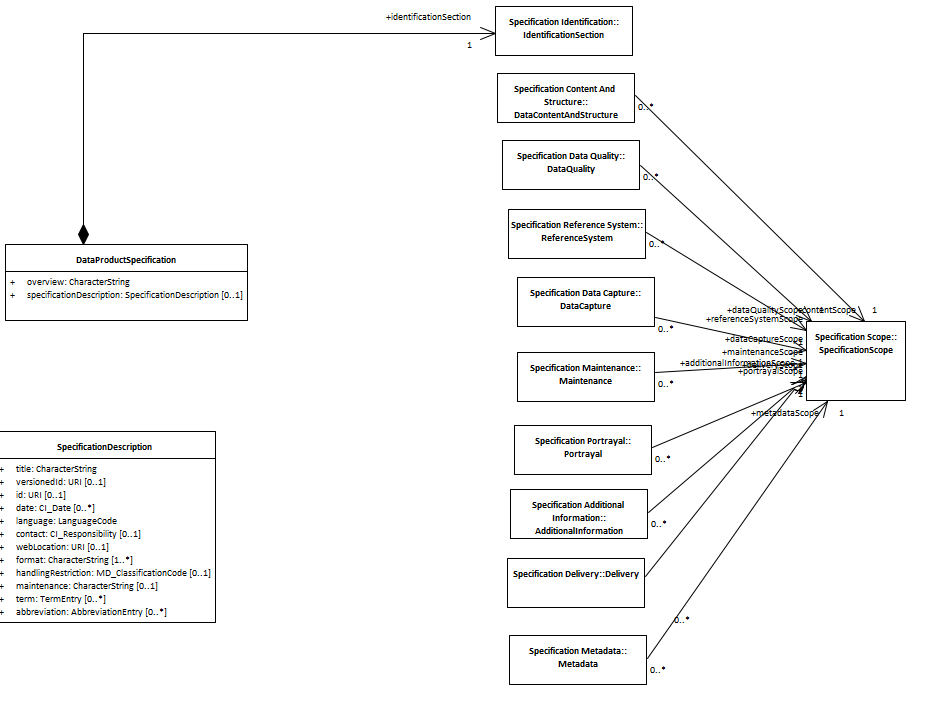 +identificationSection
1
Specification Identification::
IdentificationSection
Specification Content And
Structure::
DataContentAndStructure
0..*
Specification Data Quality::
DataQuality
0..*
Specification Reference System::
ReferenceSystem
0..*
DataProductSpecification
+ overview: CharacterString
+ specificationDescription: SpecificationDescription [0..1]
Specification Data Capture::
DataCapture
0..*
Specification Maintenance::
Maintenance
0..*
Specification Portrayal::
Portrayal
0..*
Specification Additional
Information::
AdditionalInformation
0..*
Specification Delivery::Delivery
0..*
Specification Metadata::
Metadata
0..*
+dataQualityScope
1
+referenceSystemScope
+dataCaptureScope
+maintenanceScope
+additionalInformationScope
1
+portrayalScope
1
+metadataScope
1
Specification Scope::
SpecificationScope
SpecificationDescription
+ title: CharacterString
+ versionedId: URI [0..1]
+ id: URI [0..1]
+ date: CI_Date [0..*]
+ language: LanguageCode
+ contact: CI_Responsibility [0..1]
+ webLocation: URI [0..1]
+ format: CharacterString [1..*]
+ handlingRestriction: MD_ClassificationCode [0..1]
+ maintenance: CharacterString [0..1]
+ term: TermEntry [0..*]
+ abbreviation: AbbreviationEntry [0..*]